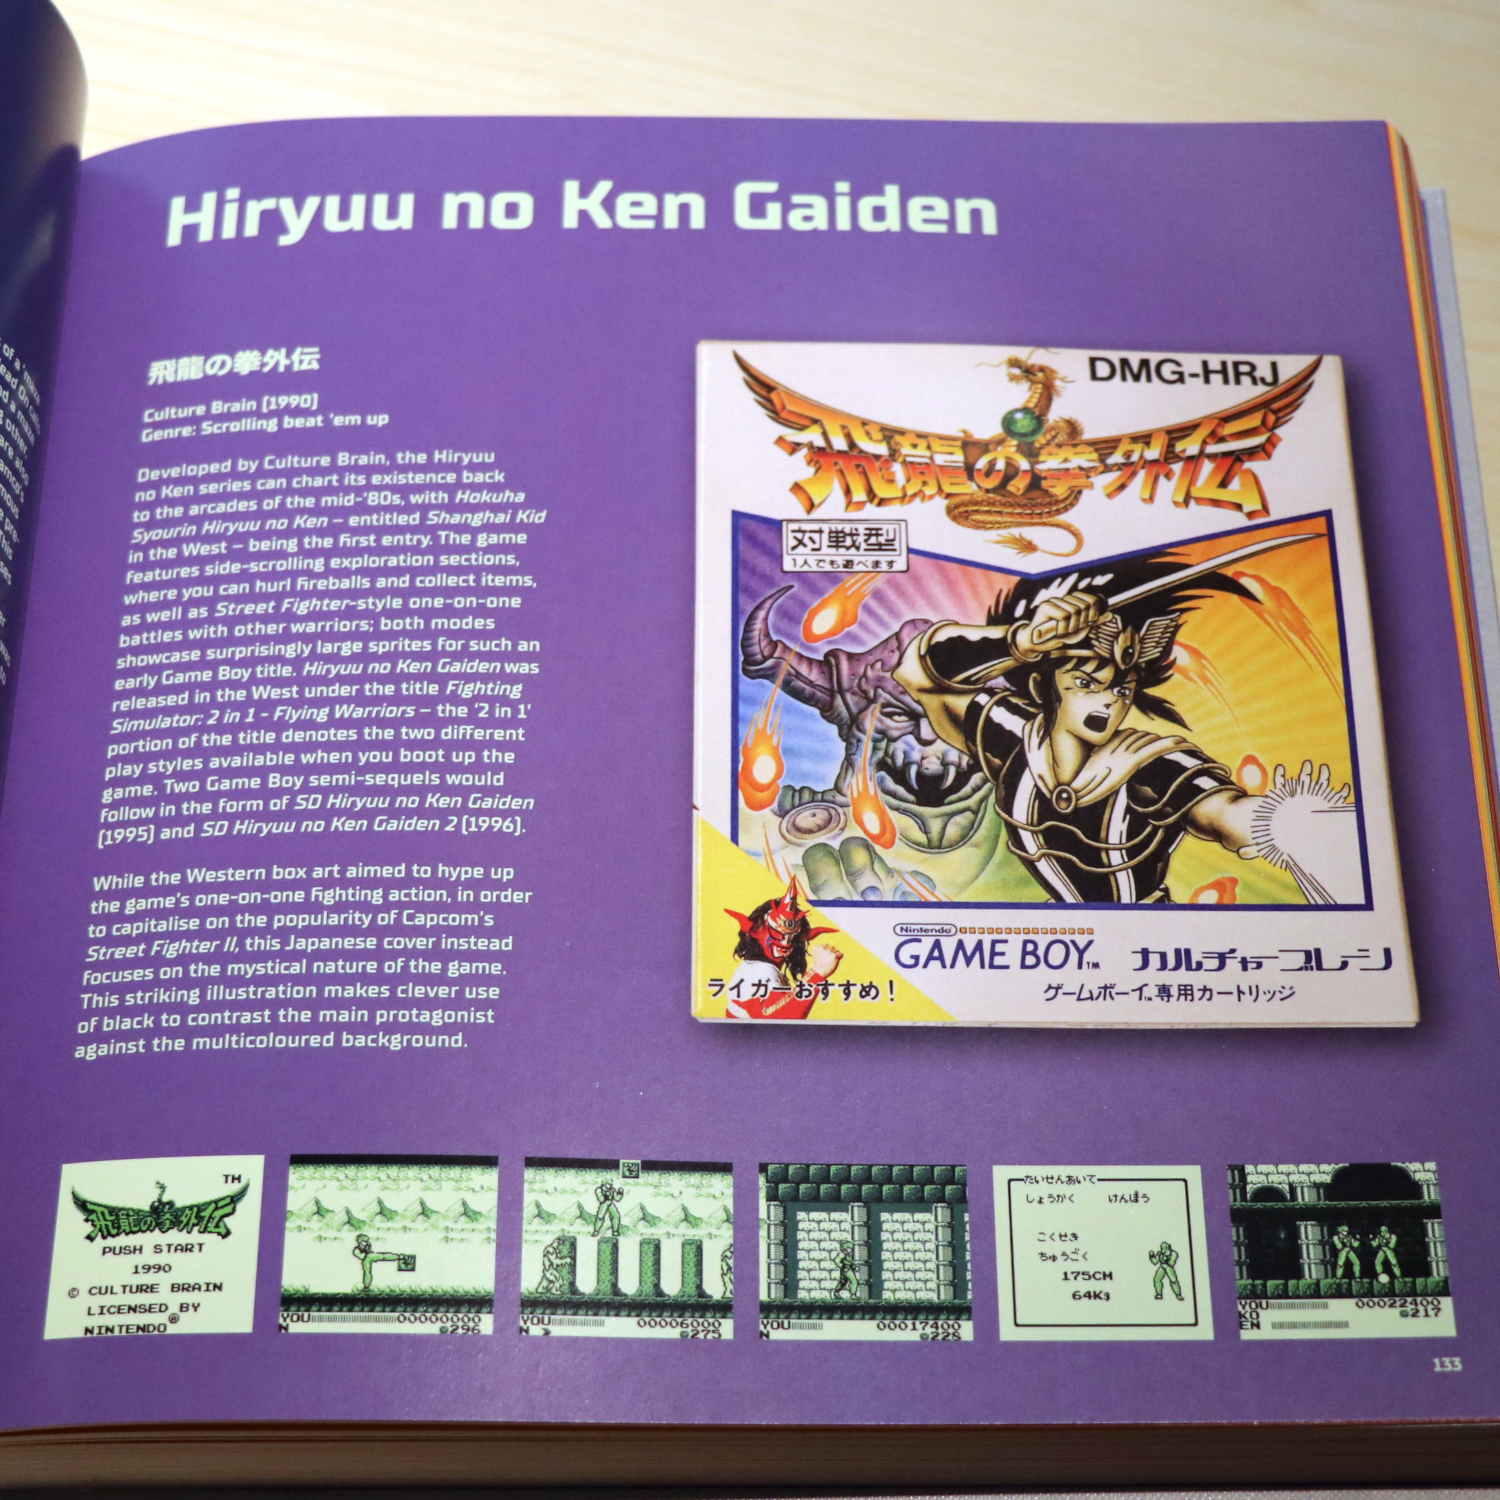 Hiryuu no Ken Gaiden
飛龍の拳外伝
Culture Brain [1990]
Genre: Scrolling beat 'em up
Developed by Culture Brain, the Hiryuu
no Ken series can chart its existence back
to the arcades of the mid-'80s, with Hokuha
Syourin Hiryuu no Ken – entitled Shanghai Kid
in the West – being the first entry. The game
features side-scrolling exploration sections,
where you can hurl fireballs and collect items,
as well as Street Fighter-style one-on-one
battles with other warriors; both modes
showcase surprisingly large sprites for such an
early Game Boy title. Hiryuu no Ken Gaiden was
released in the West under the title Fighting
Simulator: 2 in 1 - Flying Warriors – the '2 in 1'
portion of the title denotes the two different
play styles available when you boot up the
game. Two Game Boy semi-sequels would
follow in the form of SD Hiryuu no Ken Gaiden
[1995] and SD Hiryuu no Ken Gaiden 2 [1996].
While the Western box art aimed to hype up
the game's one-on-one fighting action, in order
to capitalise on the popularity of Capcom's
Street Fighter II, this Japanese cover instead
focuses on the mystical nature of the game.
This striking illustration makes clever use
of black to contrast the main protagonist
against the multicoloured background.
DMG-HRJ
飛龍の拳外伝
対戦型
1人でも遊べます
ライガーおすすめ！
Nintendo
GAME BOY™
カルチャーブレーン
ゲームボーイ™専用カートリッジ
TM
飛龍の拳外伝
PUSH START
1990
© CULTURE BRAIN
LICENSED BY
NINTENDO®
YOU 00000000
N 296
YOU 00006000
N 275
YOU 00017400
N 228
たいせんあいて
しょうかく けんぽう
こくせき
ちゅうごく
175CM
64Kg
YOU 00022400
KO 217
EN
133